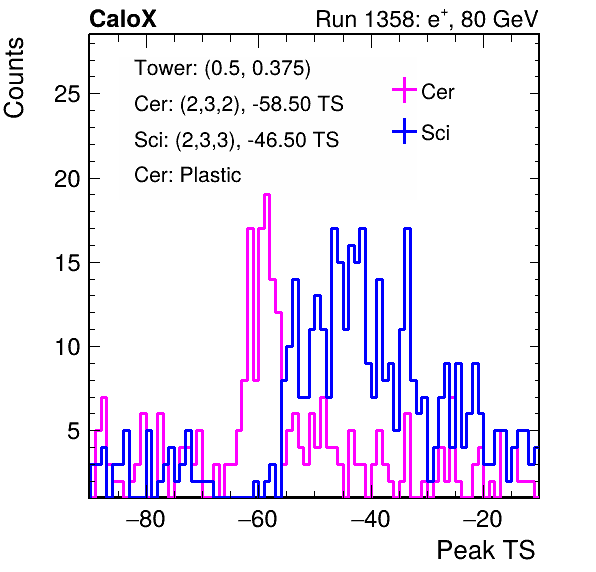 CaloX Run 1358: e⁺, 80 GeV
Counts
Tower: (0.5, 0.375)
Cer: (2,3,2), -58.50 TS
Sci: (2,3,3), -46.50 TS
Cer: Plastic
Cer
Sci
25
20
15
10
5
−80 −60 −40 −20
Peak TS